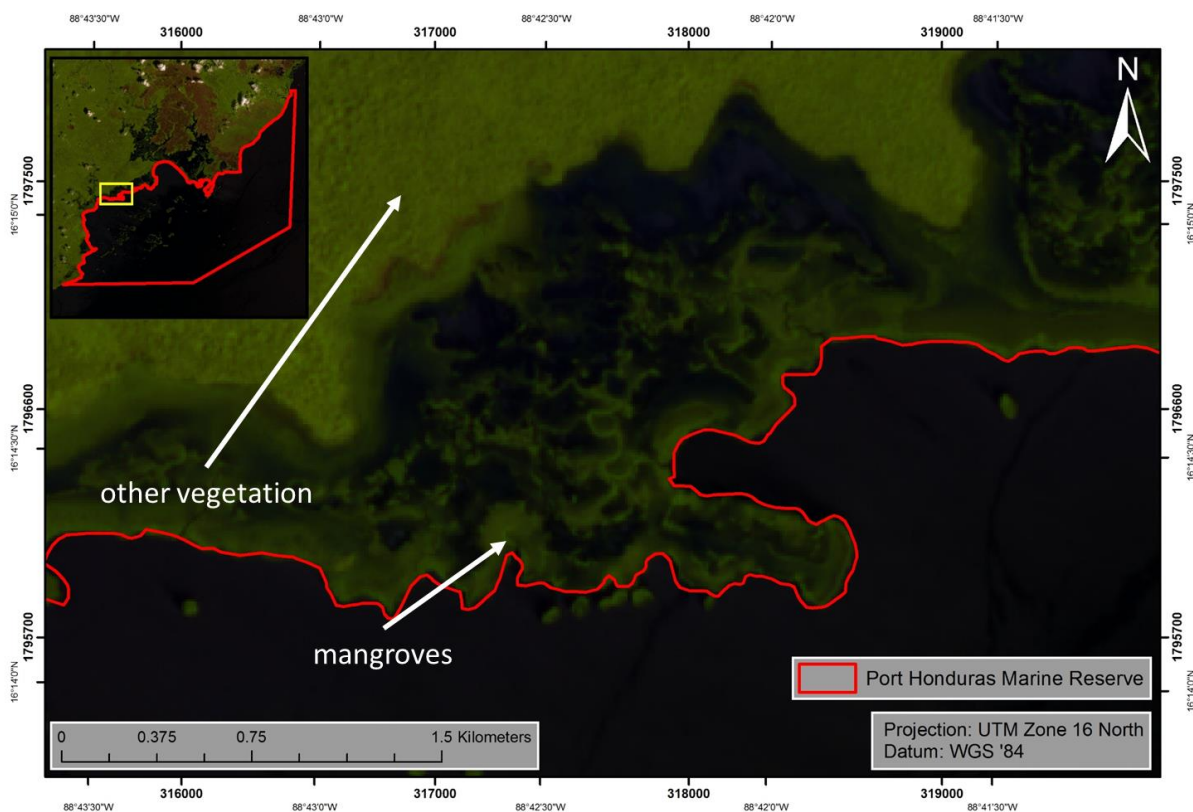 88°43'30"W 88°43'0"W 88°42'30"W 88°42'0"W 88°41'30"W
316000 317000 318000 319000
N
1797500 1797500
16°15'0"N 16°15'0"N
1796600 1796600
16°14'30"N 16°14'30"N
other vegetation
mangroves
1795700 1795700
16°14'0"N 16°14'0"N
Port Honduras Marine Reserve
Projection: UTM Zone 16 North
Datum: WGS '84
0 0.375 0.75 1.5 Kilometers
316000 317000 318000 319000
88°43'30"W 88°43'0"W 88°42'30"W 88°42'0"W 88°41'30"W